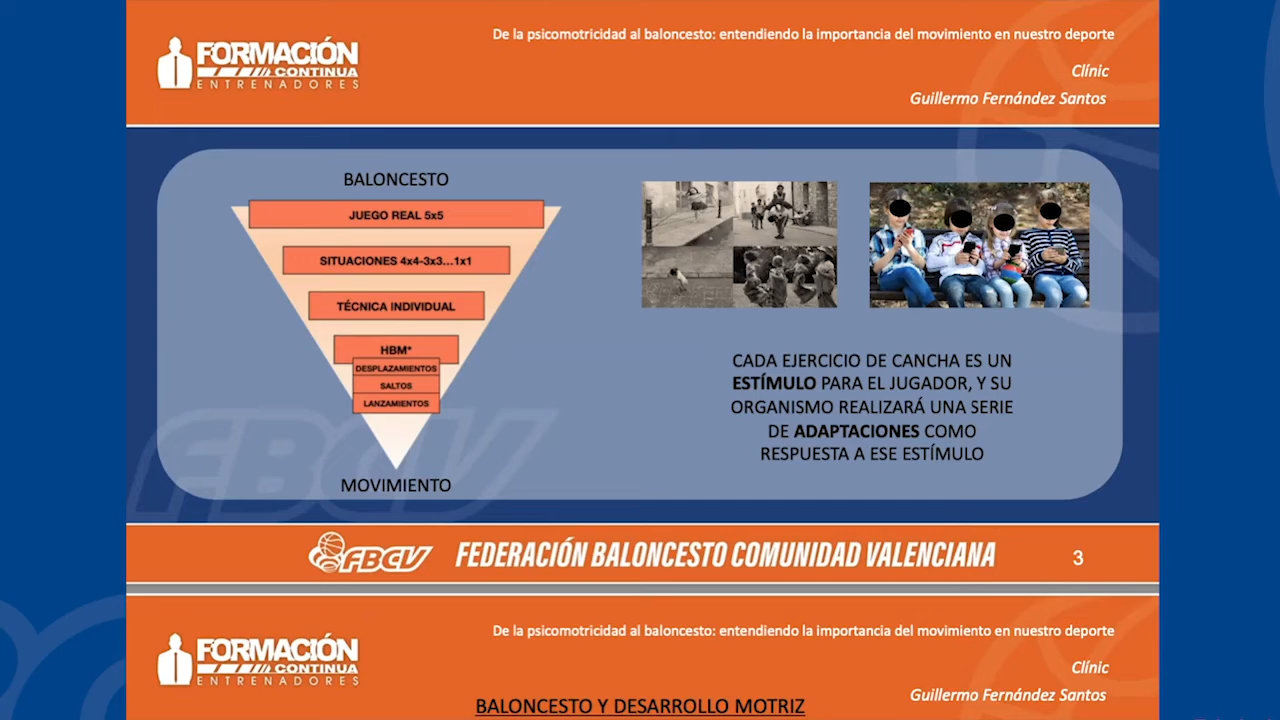 FORMACIÓN
CONTINUA
ENTRENADORES
De la psicomotricidad al baloncesto: entendiendo la importancia del movimiento en nuestro deporte
Clínic
Guillermo Fernández Santos
BALONCESTO
JUEGO REAL 5x5
SITUACIONES 4x4-3x3...1x1
TÉCNICA INDIVIDUAL
HBM*
DESPLAZAMIENTOS
SALTOS
LANZAMIENTOS
MOVIMIENTO
CADA EJERCICIO DE CANCHA ES UN
ESTÍMULO PARA EL JUGADOR, Y SU
ORGANISMO REALIZARÁ UNA SERIE
DE ADAPTACIONES COMO
RESPUESTA A ESE ESTÍMULO
FBCV
FBCV
FEDERACIÓN BALONCESTO COMUNIDAD VALENCIANA
3
FORMACIÓN
CONTINUA
ENTRENADORES
De la psicomotricidad al baloncesto: entendiendo la importancia del movimiento en nuestro deporte
Clínic
Guillermo Fernández Santos
BALONCESTO Y DESARROLLO MOTRIZ